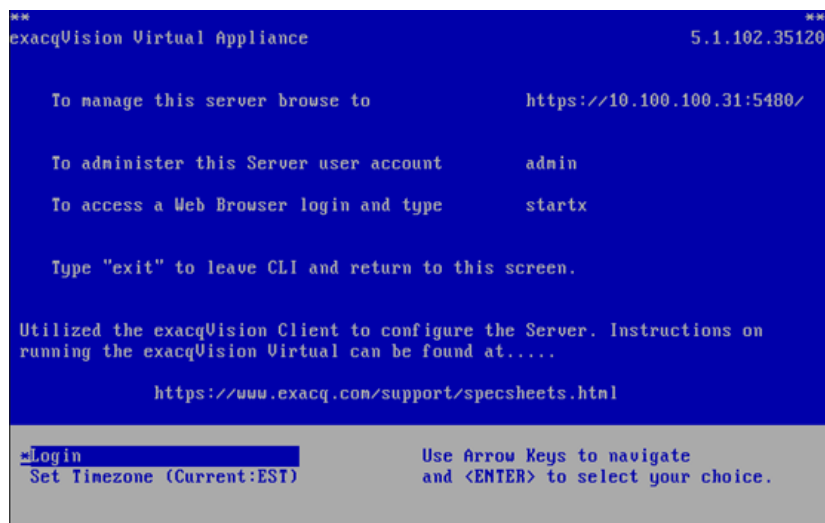 ** **
exacqVision Virtual Appliance 5.1.102.35120
To manage this server browse to https://10.100.100.31:5480/
To administer this Server user account admin
To access a Web Browser login and type startx
Type "exit" to leave CLI and return to this screen.
Utilized the exacqVision Client to configure the Server. Instructions on
running the exacqVision Virtual can be found at.....
https://www.exacq.com/support/specsheets.html
*Login Use Arrow Keys to navigate
Set Timezone (Current:EST) and <ENTER> to select your choice.